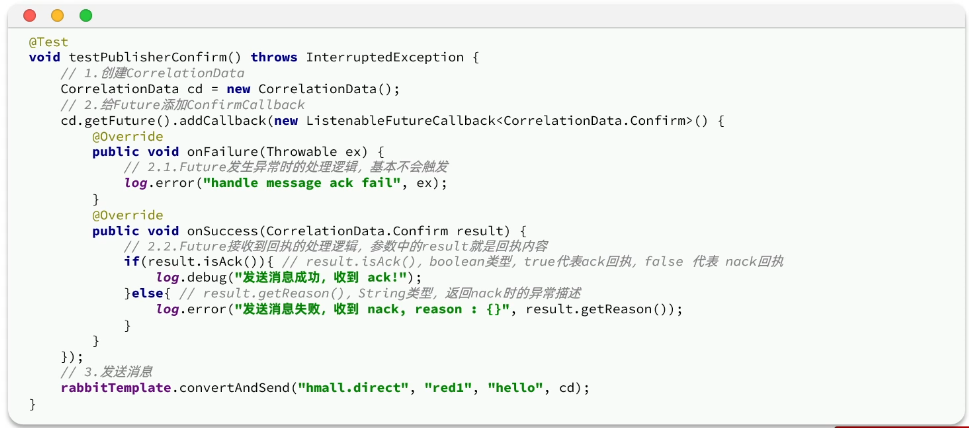 @Test
void testPublisherConfirm() throws InterruptedException {
    // 1.创建CorrelationData
    CorrelationData cd = new CorrelationData();
    // 2.给Future添加ConfirmCallback
    cd.getFuture().addCallback(new ListenableFutureCallback<CorrelationData.Confirm>() {
        @Override
        public void onFailure(Throwable ex) {
            // 2.1.Future发生异常时的处理逻辑，基本不会触发
            log.error("handle message ack fail", ex);
        }
        @Override
        public void onSuccess(CorrelationData.Confirm result) {
            // 2.2.Future接收到回执的处理逻辑，参数中的result就是回执内容
            if(result.isAck()){ // result.isAck()，boolean类型，true代表ack回执，false 代表 nack回执
                log.debug("发送消息成功，收到 ack!");
            }else{ // result.getReason()，String类型，返回nack时的异常描述
                log.error("发送消息失败，收到 nack, reason : {}", result.getReason());
            }
        }
    });
    // 3.发送消息
    rabbitTemplate.convertAndSend("hmall.direct", "red1", "hello", cd);
}